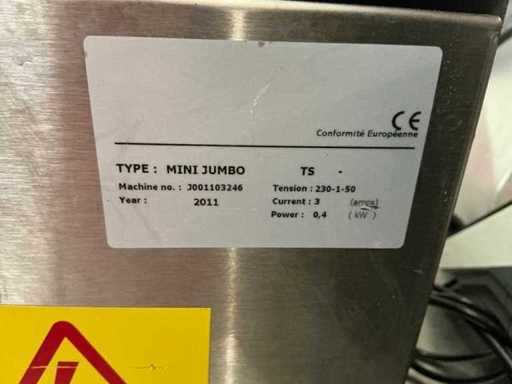 CE
Conformité Européenne
TYPE : MINI JUMBO TS -
Machine no. : J001103246 Tension : 230-1-50
Year : 2011 Current : 3 (amps)
Power : 0,4 (kW)